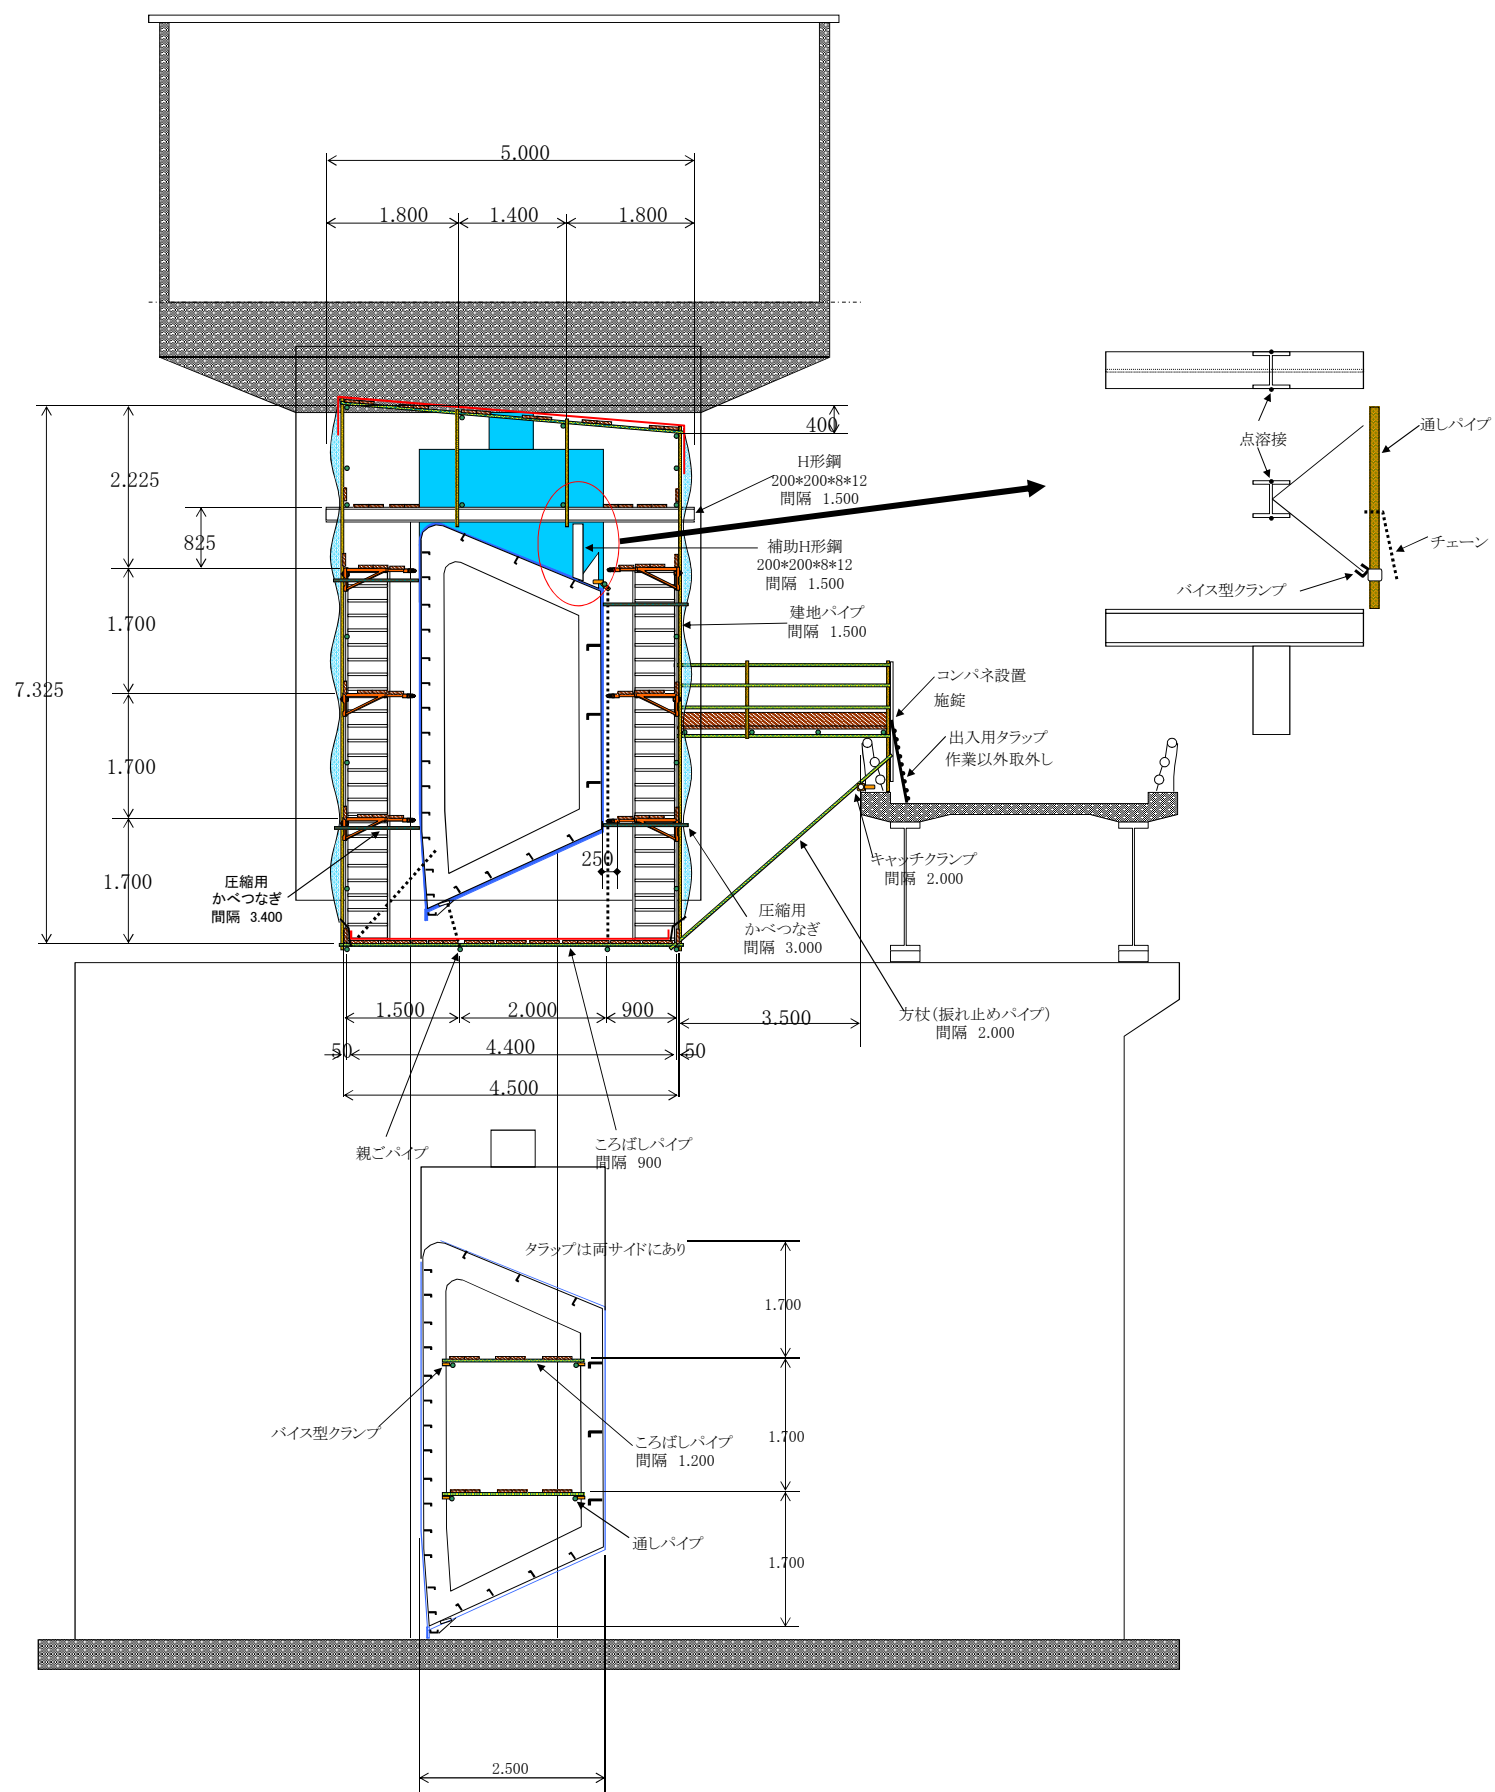 5.000
1.800
1.400
1.800
400
2.225
825
1.700
7.325
1.700
1.700
H形鋼
200*200*8*12
間隔 1.500
補助H形鋼
200*200*8*12
間隔 1.500
建地パイプ
間隔 1.500
点溶接
通しパイプ
チェーン
バイス型クランプ
コンパネ設置
施錠
出入用タラップ
作業以外取外し
キャッチクランプ
間隔 2.000
250
圧縮用
かべつなぎ
間隔 3.400
圧縮用
かべつなぎ
間隔 3.000
方杖(振れ止めパイプ)
間隔 2.000
1.500
2.000
900
3.500
50
4.400
50
4.500
親ごパイプ
ころばしパイプ
間隔 900
タラップは両サイドにあり
1.700
バイス型クランプ
ころばしパイプ
間隔 1.200
1.700
通しパイプ
1.700
2.500